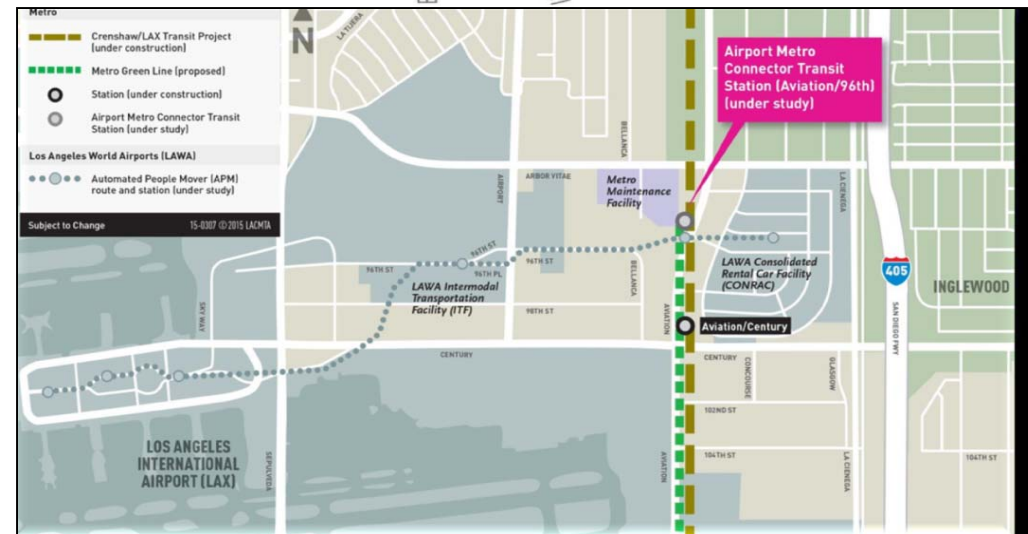 Metro
Crenshaw/LAX Transit Project
(under construction)
Metro Green Line (proposed)
Station (under construction)
Airport Metro Connector Transit
Station (under study)
Los Angeles World Airports (LAWA)
Automated People Mover (APM)
route and station (under study)
Subject to Change 15-0307 ©2015 LACMTA
N
LA TIJERA
Airport Metro
Connector Transit
Station (Aviation/96th)
(under study)
BELLANCA
AIRPORT
ARBOR VITAE
Metro
Maintenance
Facility
LA CIENEGA
96TH ST
96TH ST
96TH PL
96TH ST
LAWA Intermodal
Transportation
Facility (ITF)
BELLANCA
LAWA Consolidated
Rental Car Facility
(CONRAC)
405
INGLEWOOD
SKY WAY
98TH ST
AVIATION
Aviation/Century
SAN DIEGO FWY
CENTURY
CENTURY
CONCOURSE
GLASGOW
102ND ST
LOS ANGELES
INTERNATIONAL
AIRPORT (LAX)
SEPULVEDA
AVIATION
104TH ST
LA CIENEGA
104TH ST